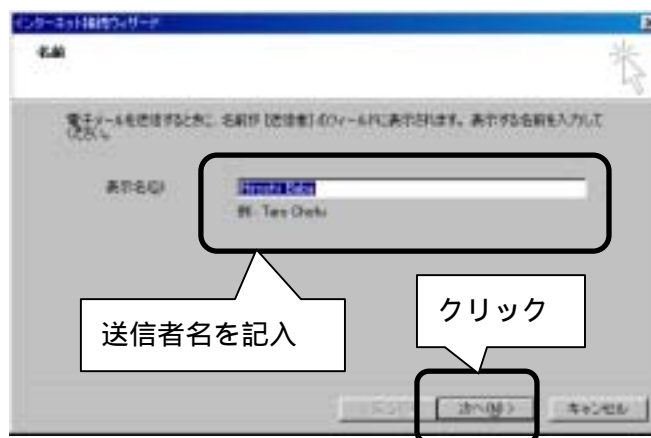 インターネット接続ウィザード
名前
電子メールを送信するときに、名前が [送信者] のフィールドに表示されます。表示する名前を入力して
ください。
表示名(D)
例 : Taro Chofu
送信者名を記入
クリック
次へ(N) >
キャンセル